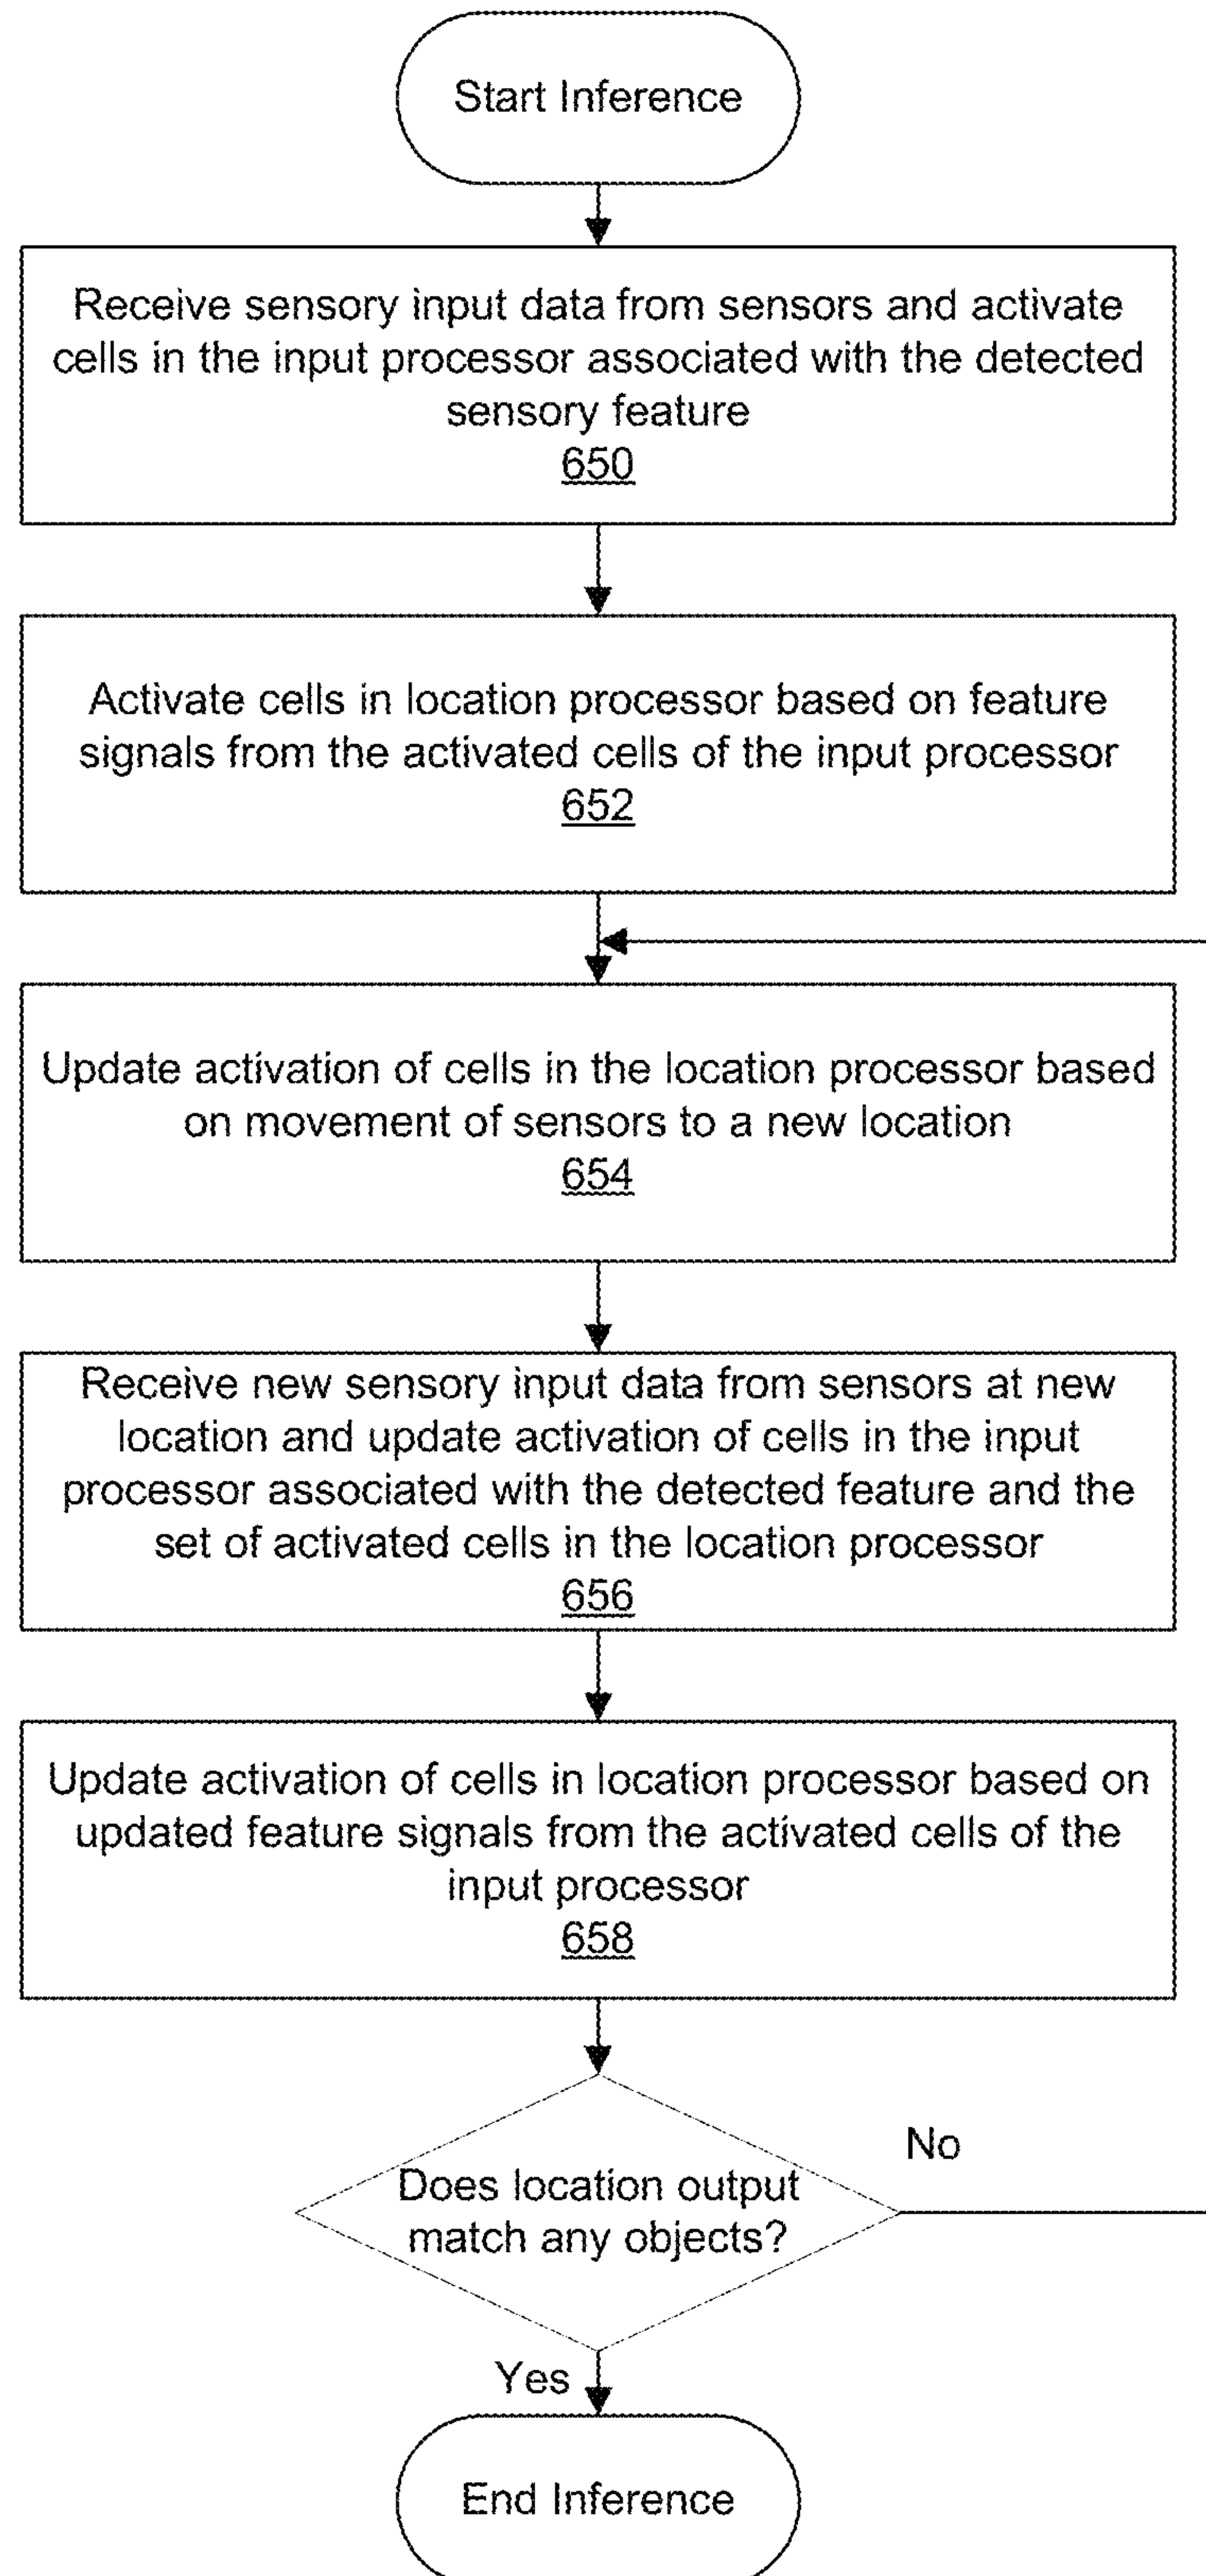 Start Inference
Receive sensory input data from sensors and activate
cells in the input processor associated with the detected
sensory feature
650
Activate cells in location processor based on feature
signals from the activated cells of the input processor
652
Update activation of cells in the location processor based
on movement of sensors to a new location
654
Receive new sensory input data from sensors at new
location and update activation of cells in the input
processor associated with the detected feature and the
set of activated cells in the location processor
656
Update activation of cells in location processor based on
updated feature signals from the activated cells of the
input processor
658
No
Does location output
match any objects?
Yes
End Inference